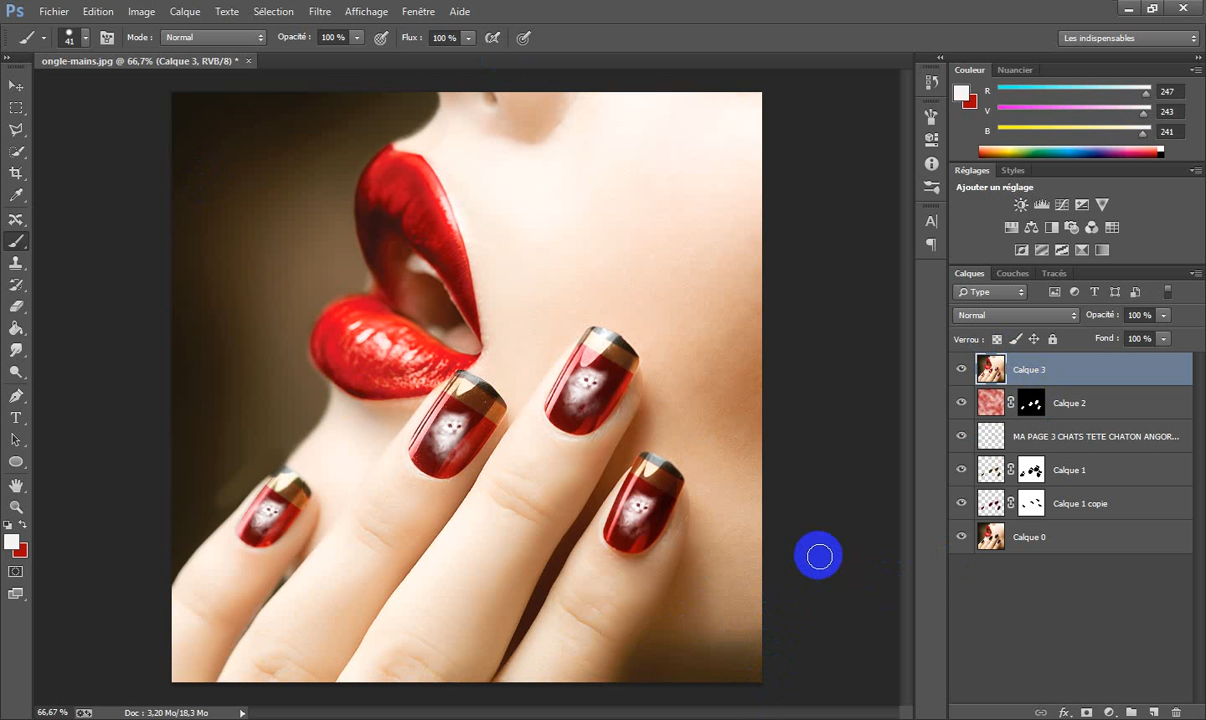 Ps Fichier Edition Image Calque Texte Sélection Filtre Affichage Fenêtre Aide
41 Mode : Normal Opacité : 100 % Flux : 100 % Les indispensables
ongle-mains.jpg @ 66,7% (Calque 3, RVB/8) * ×
Couleur Nuancier
R 247
V 243
B 241
Réglages Styles
Ajouter un réglage
Calques Couches Tracés
Type
Normal Opacité : 100 %
Verrou : Fond : 100 %
Calque 3
Calque 2
MA PAGE 3 CHATS TETE CHATON ANGOR...
Calque 1
Calque 1 copie
Calque 0
66,67 % Doc : 3,20 Mo/18,3 Mo